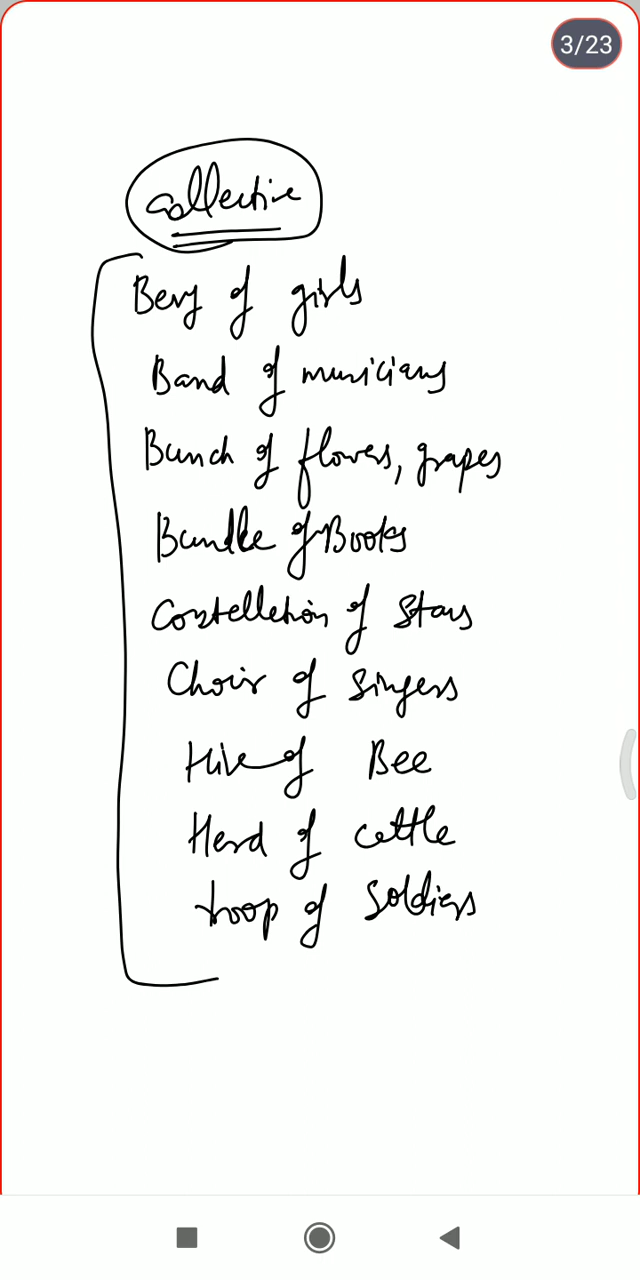 3/23
collective
Bevy of girls
Band of musicians
Bunch of flowers, grapes
Bundle of Books
Constelletion of Stars
Choir of Singers
Hive of Bee
Herd of cattle
troop of Soldiers